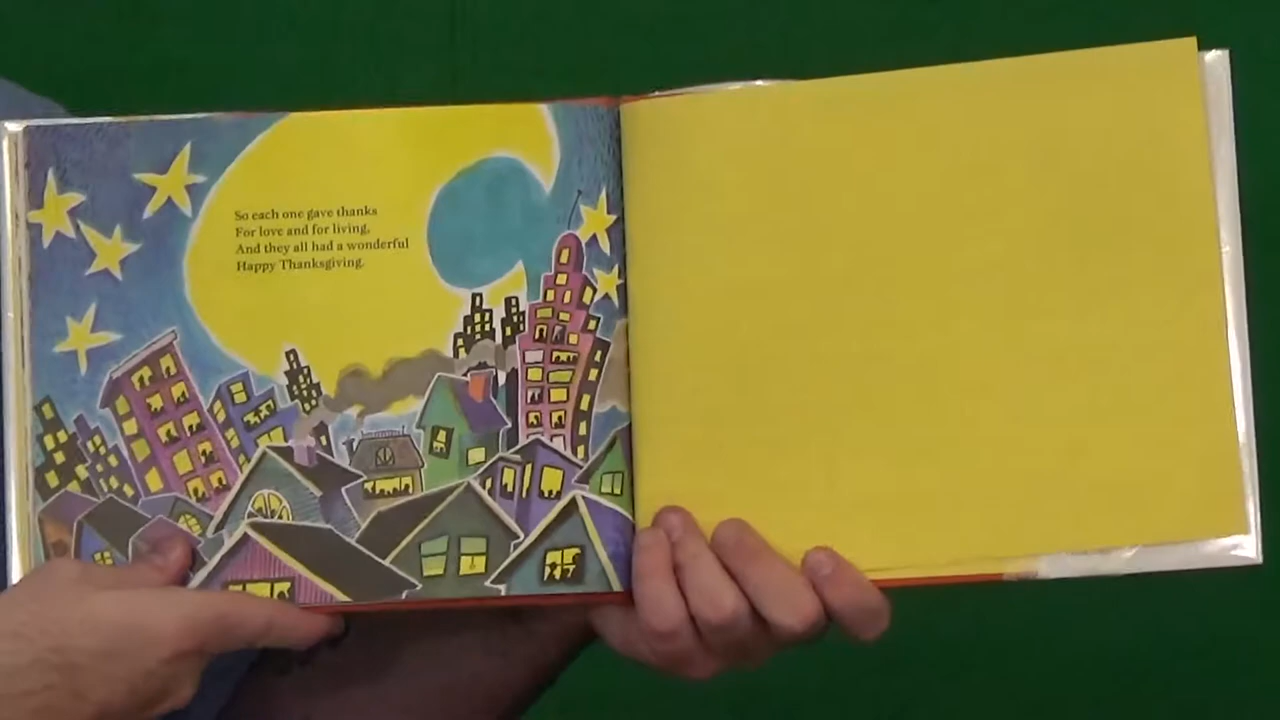 So each one gave thanks
For love and for living,
And they all had a wonderful
Happy Thanksgiving.